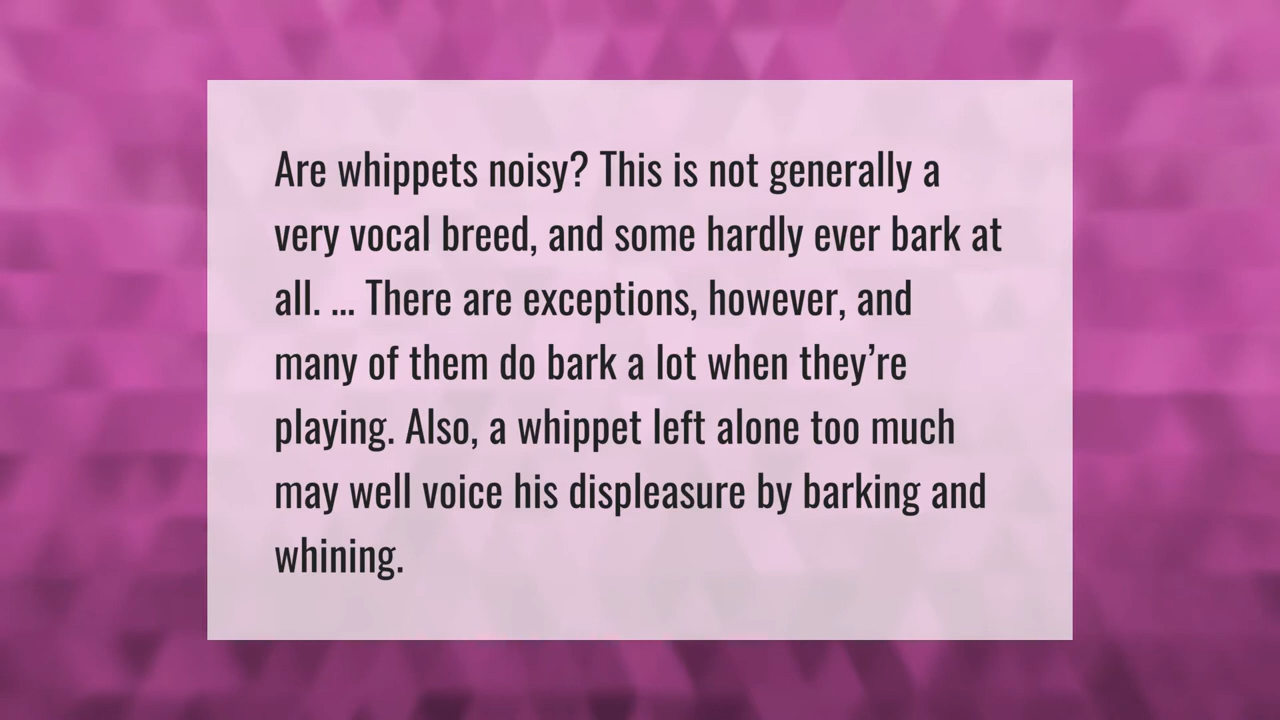 Are whippets noisy? This is not generally a
very vocal breed, and some hardly ever bark at
all. ... There are exceptions, however, and
many of them do bark a lot when they’re
playing. Also, a whippet left alone too much
may well voice his displeasure by barking and
whining.